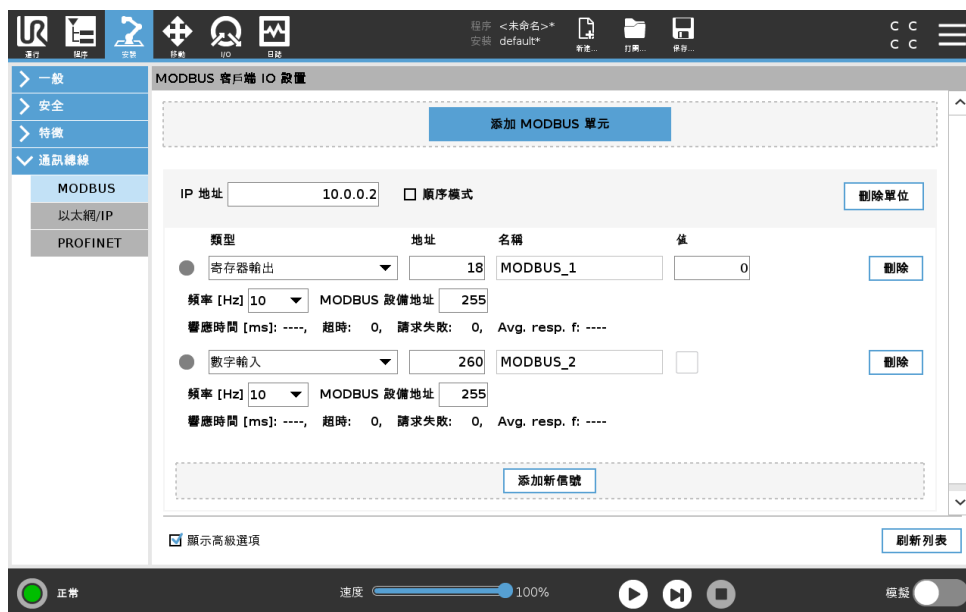 UR
程序 <未命名>*
安裝 default*
C C
C C
運行 程序 安裝 移動 I/O 日誌 新建... 打開... 保存...
一般
安全
特徵
通訊總線
MODBUS
以太網/IP
PROFINET
MODBUS 客戶端 IO 設置
添加 MODBUS 單元
IP 地址 10.0.0.2 順序模式 刪除單位
類型 地址 名稱 值
寄存器輸出 18 MODBUS_1 0 刪除
頻率 [Hz] 10 MODBUS 設備地址 255
響應時間 [ms]: ----, 超時: 0, 請求失敗: 0, Avg. resp. f: ----
數字輸入 260 MODBUS_2 刪除
頻率 [Hz] 10 MODBUS 設備地址 255
響應時間 [ms]: ----, 超時: 0, 請求失敗: 0, Avg. resp. f: ----
添加新信號
顯示高級選項 刷新列表
正常 速度 100% 模擬